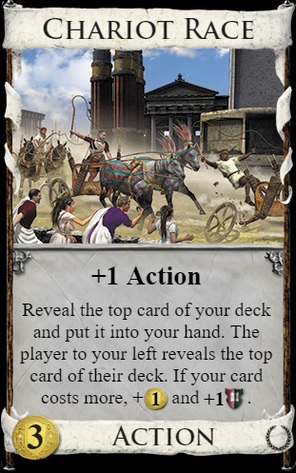 CHARIOT RACE
+1 Action
Reveal the top card of your deck
and put it into your hand. The
player to your left reveals the top
card of their deck. If your card
costs more, + 1 and +1 .
3 ACTION